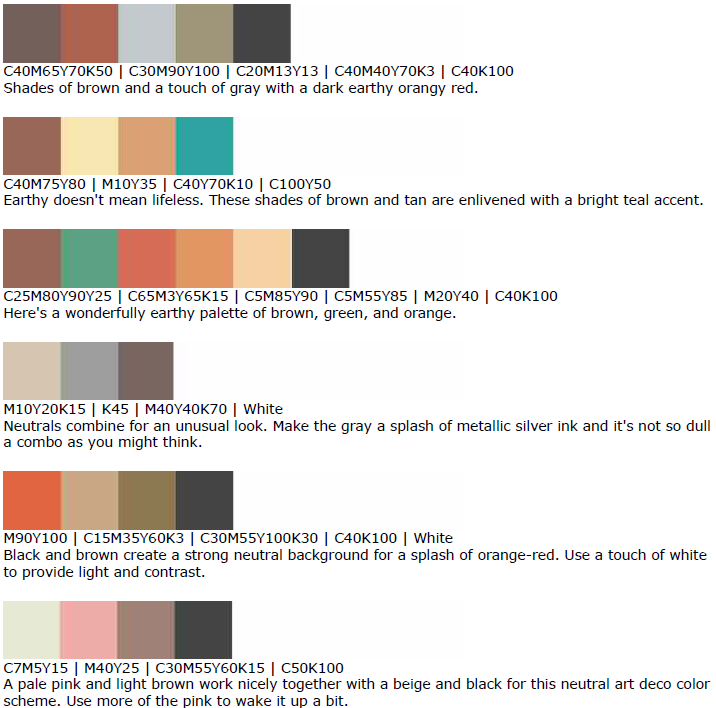 C40M65Y70K50 | C30M90Y100 | C20M13Y13 | C40M40Y70K3 | C40K100
Shades of brown and a touch of gray with a dark earthy orangy red.
C40M75Y80 | M10Y35 | C40Y70K10 | C100Y50
Earthy doesn't mean lifeless. These shades of brown and tan are enlivened with a bright teal accent.
C25M80Y90Y25 | C65M3Y65K15 | C5M85Y90 | C5M55Y85 | M20Y40 | C40K100
Here's a wonderfully earthy palette of brown, green, and orange.
M10Y20K15 | K45 | M40Y40K70 | White
Neutrals combine for an unusual look. Make the gray a splash of metallic silver ink and it's not so dull
a combo as you might think.
M90Y100 | C15M35Y60K3 | C30M55Y100K30 | C40K100 | White
Black and brown create a strong neutral background for a splash of orange-red. Use a touch of white
to provide light and contrast.
C7M5Y15 | M40Y25 | C30M55Y60K15 | C50K100
A pale pink and light brown work nicely together with a beige and black for this neutral art deco color
scheme. Use more of the pink to wake it up a bit.